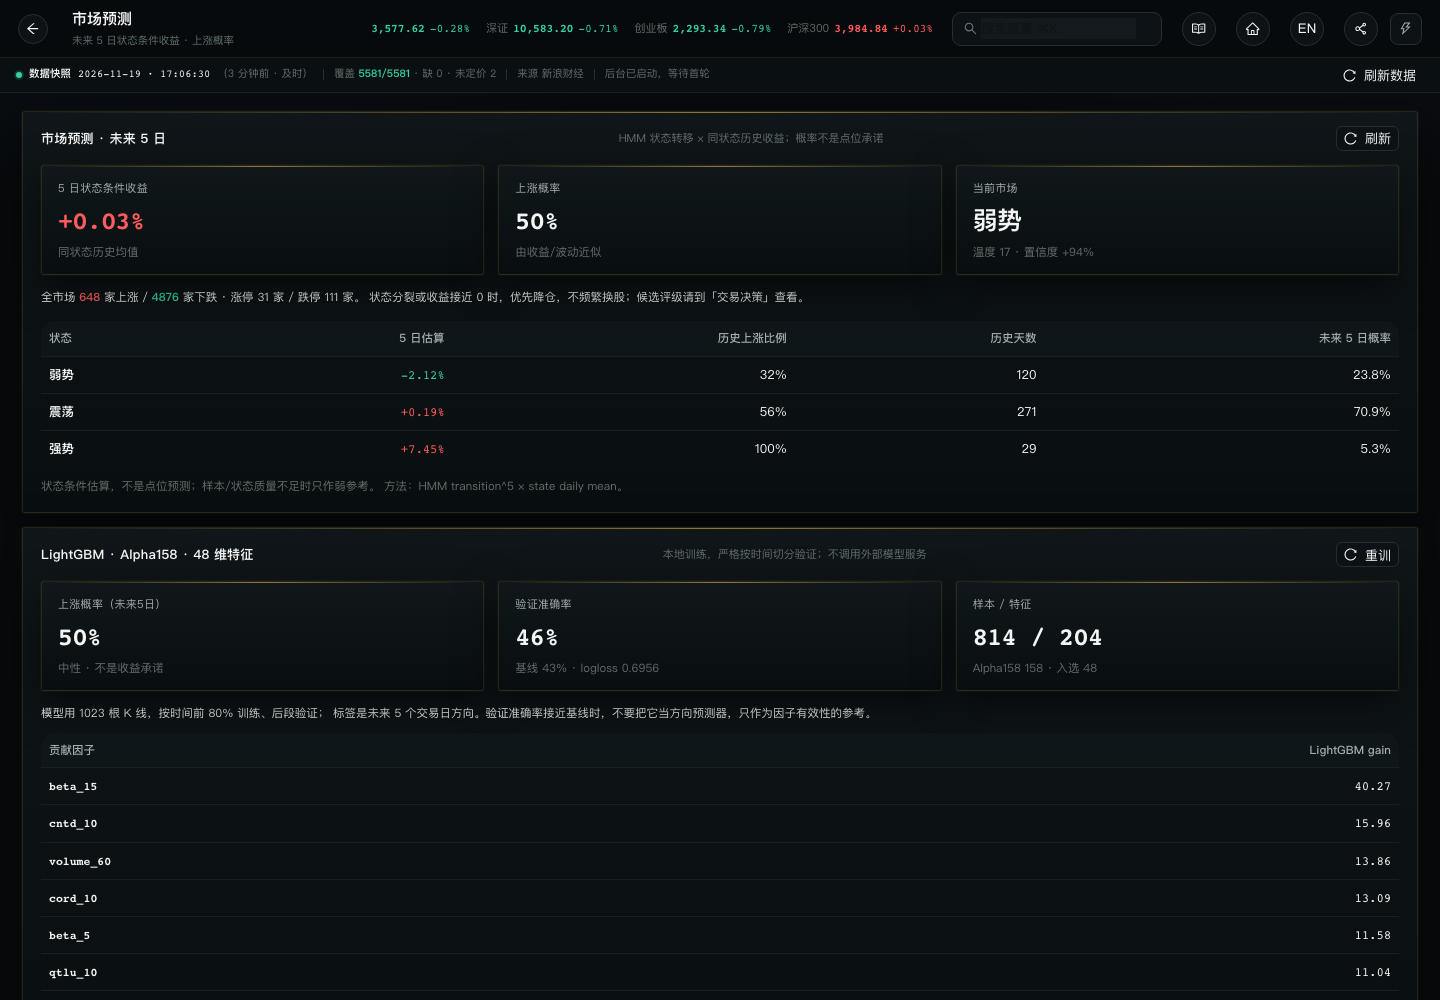 市场预测
未来 5 日状态条件收益 · 上涨概率
3,577.62 -0.28% 深证 10,583.20 -0.71% 创业板 2,293.34 -0.79% 沪深300 3,984.84 +0.03%
EN
数据快照 2026-11-19 · 17:06:30 (3 分钟前 · 及时) 覆盖 5581/5581 · 缺 0 · 未定价 2 来源 新浪财经 后台已启动，等待首轮
刷新数据
市场预测 · 未来 5 日
HMM 状态转移 × 同状态历史收益；概率不是点位承诺
刷新
5 日状态条件收益
+0.03%
同状态历史均值
上涨概率
50%
由收益/波动近似
当前市场
弱势
温度 17 · 置信度 +94%
全市场 648 家上涨 / 4876 家下跌 · 涨停 31 家 / 跌停 111 家。 状态分裂或收益接近 0 时，优先降仓，不频繁换股；候选评级请到「交易决策」查看。
状态 5 日估算 历史上涨比例 历史天数 未来 5 日概率
弱势 -2.12% 32% 120 23.8%
震荡 +0.19% 56% 271 70.9%
强势 +7.45% 100% 29 5.3%
状态条件估算，不是点位预测；样本/状态质量不足时只作弱参考。 方法：HMM transition^5 × state daily mean。
LightGBM · Alpha158 · 48 维特征
本地训练，严格按时间切分验证；不调用外部模型服务
重训
上涨概率（未来5日）
50%
中性 · 不是收益承诺
验证准确率
46%
基线 43% · logloss 0.6956
样本 / 特征
814 / 204
Alpha158 158 · 入选 48
模型用 1023 根 K 线，按时间前 80% 训练、后段验证； 标签是未来 5 个交易日方向。验证准确率接近基线时，不要把它当方向预测器，只作为因子有效性的参考。
贡献因子 LightGBM gain
beta_15 40.27
cntd_10 15.96
volume_60 13.86
cord_10 13.09
beta_5 11.58
qtlu_10 11.04